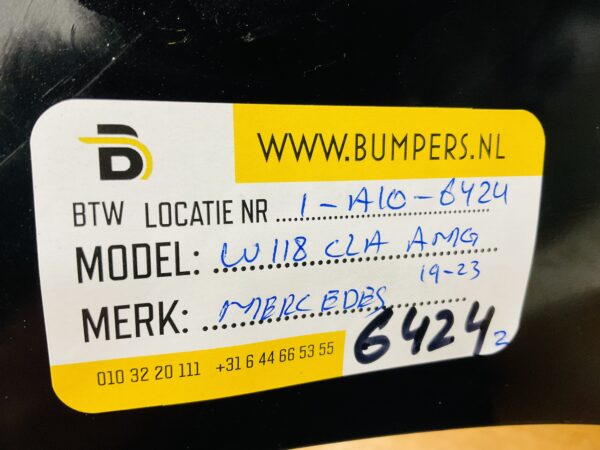 WWW.BUMPERS.NL
BTW LOCATIE NR 1-A10-6424
MODEL: W118 CLA AMG
19-23
MERK: MERCEDES
6424 2
010 32 20 111 +31 6 44 66 53 55